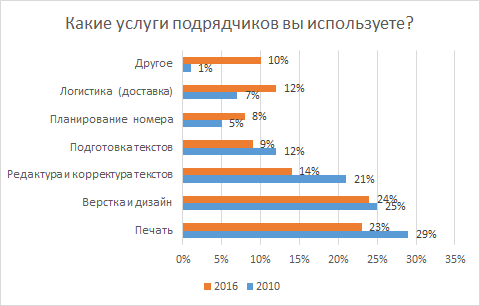 Какие услуги подрядчиков вы используете?
Другое
10%
1%
Логистика (доставка)
12%
7%
Планирование номера
8%
5%
Подготовка текстов
9%
12%
Редактура и корректура текстов
14%
21%
Верстка и дизайн
24%
25%
Печать
23%
29%
0% 5% 10% 15% 20% 25% 30% 35%
2016 2010